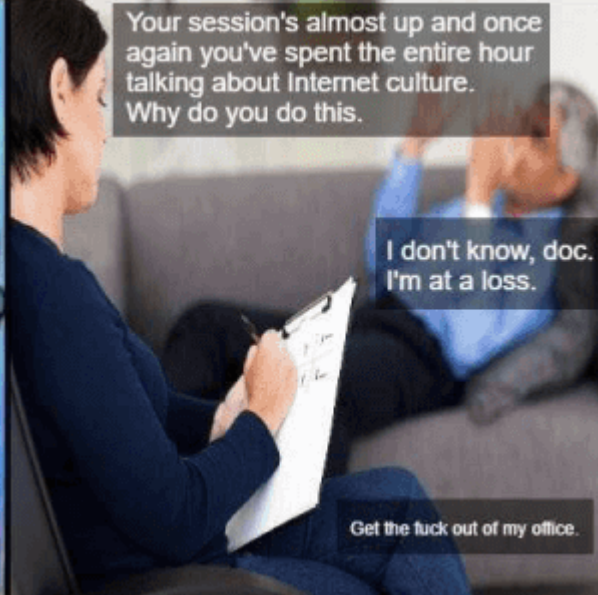 Your session's almost up and once
again you've spent the entire hour
talking about Internet culture.
Why do you do this.
I don't know, doc.
I'm at a loss.
Get the fuck out of my office.